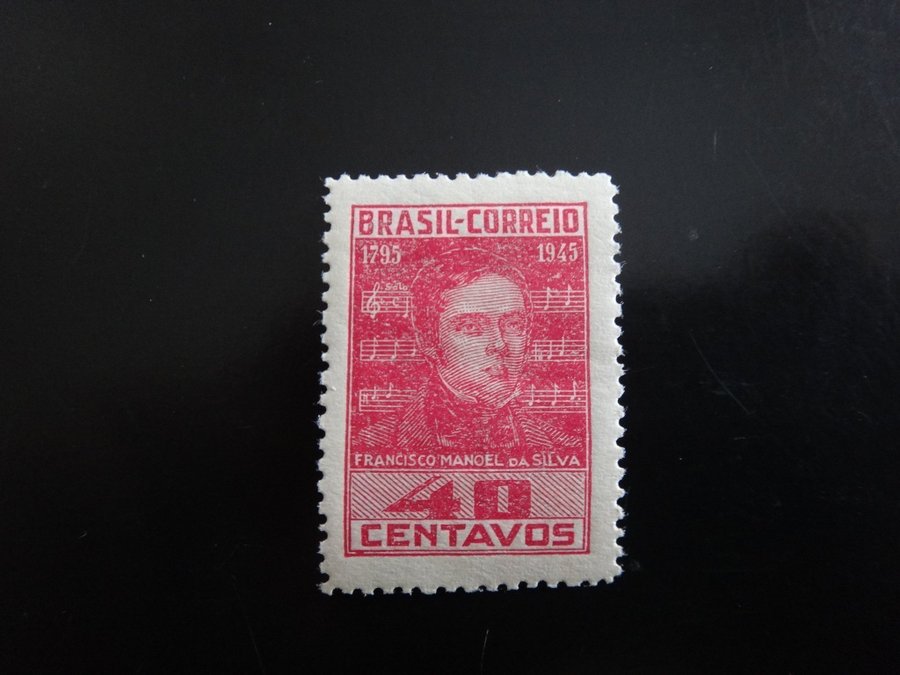 BRASIL-CORREIO
1795 1945
Solo
FRANCISCO MANOEL DA SILVA
40
CENTAVOS